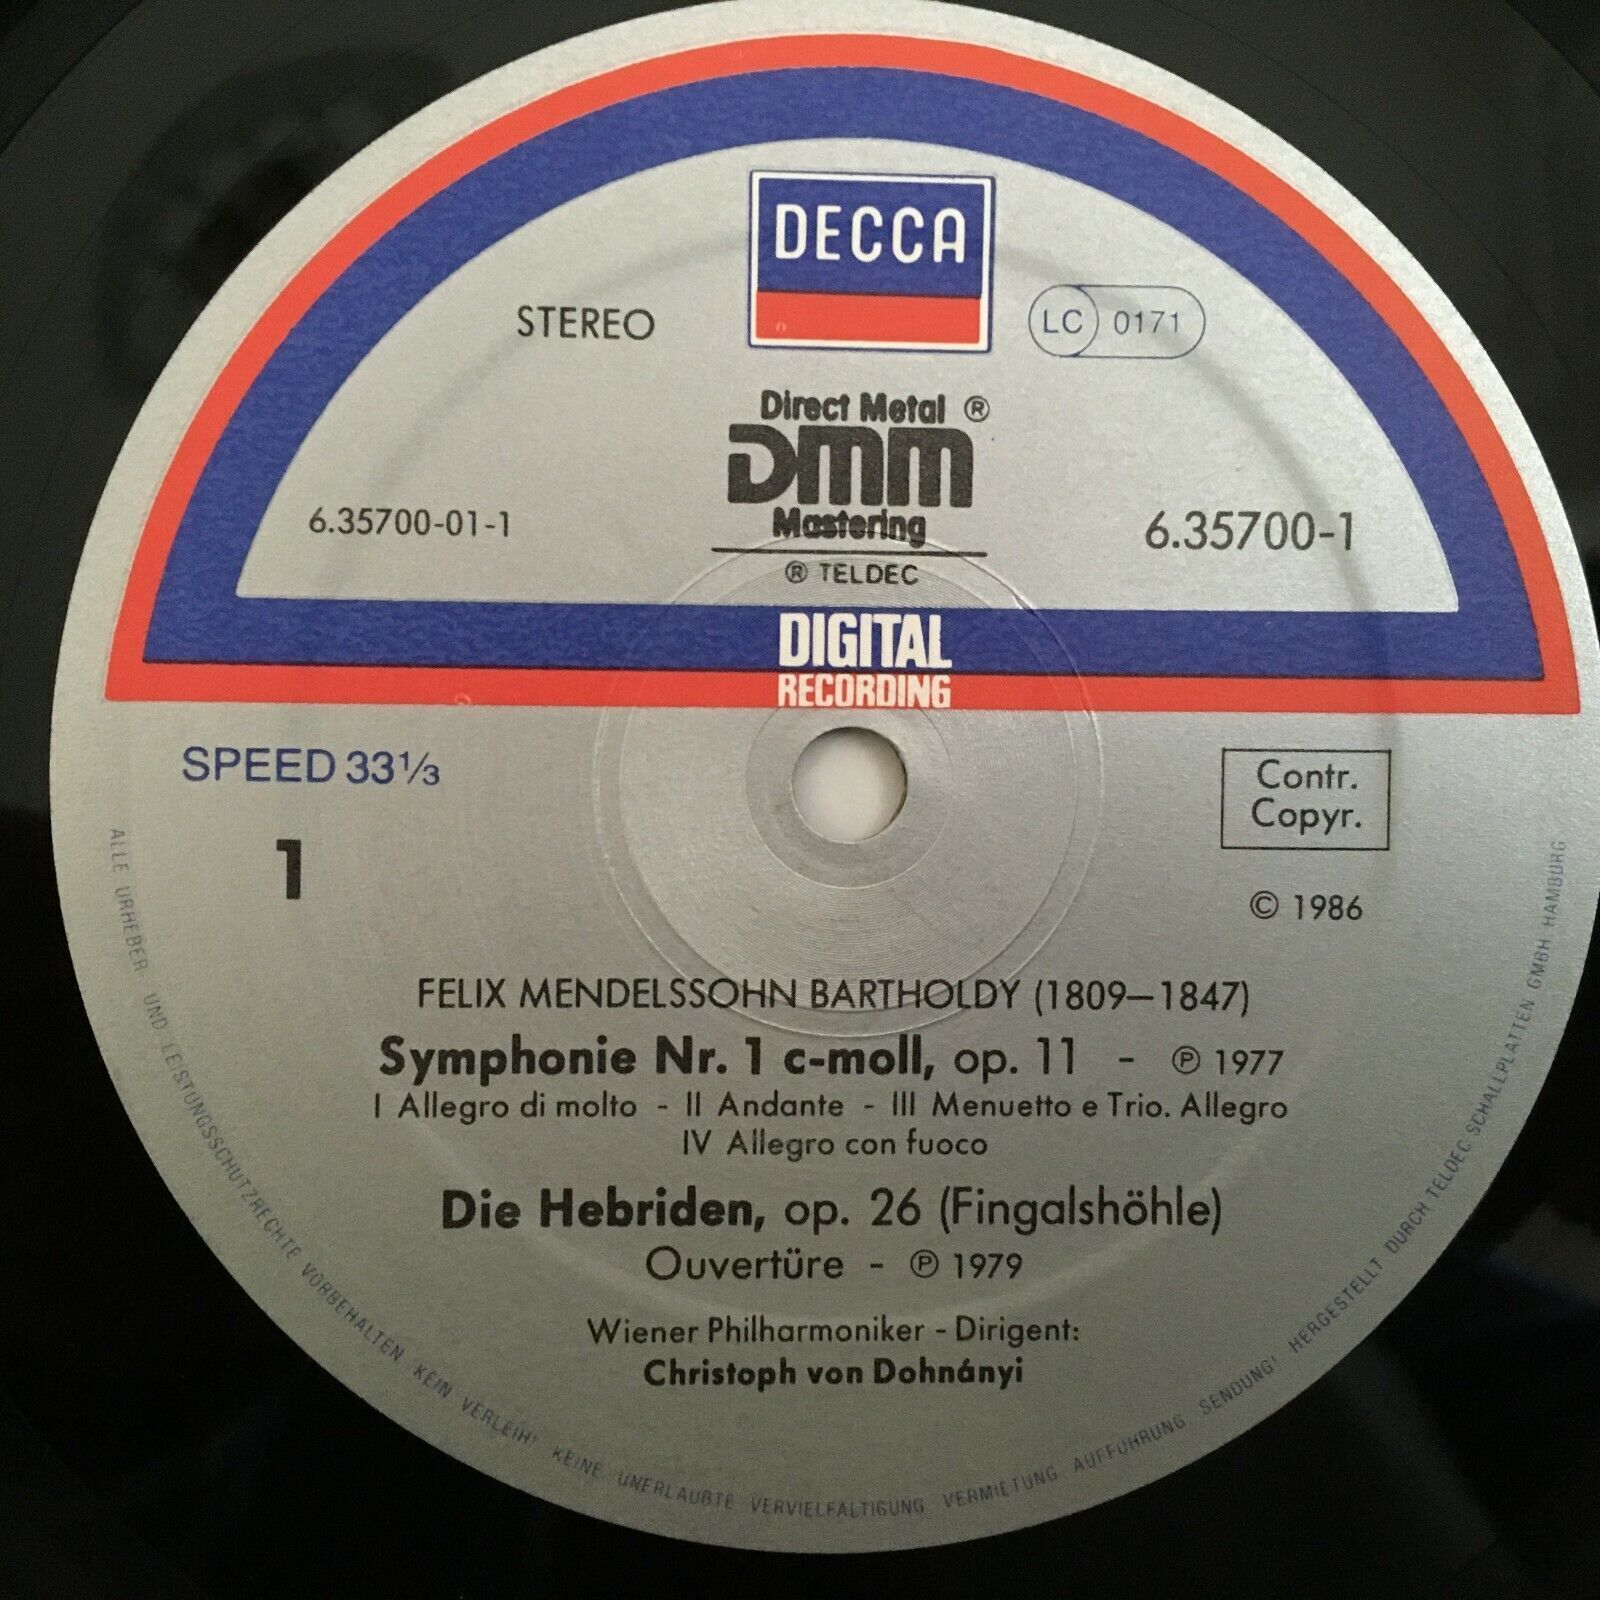 DECCA
STEREO
LC 0171
Direct Metal ®
DMM
Mastering
6.35700-01-1
6.35700-1
® TELDEC
DIGITAL
RECORDING
SPEED 33⅓
Contr.
Copyr.
1
© 1986
FELIX MENDELSSOHN BARTHOLDY (1809—1847)
Symphonie Nr. 1 c-moll, op. 11 - ℗ 1977
I Allegro di molto - II Andante - III Menuetto e Trio. Allegro
IV Allegro con fuoco
Die Hebriden, op. 26 (Fingalshöhle)
Ouvertüre - ℗ 1979
Wiener Philharmoniker - Dirigent:
Christoph von Dohnányi
ALLE URHEBER UND LEISTUNGSSCHUTZRECHTE VORBEHALTEN KEIN VERLEIH! KEINE UNERLAUBTE VERVIELFALTIGUNG VERMIETUNG AUFFUHRUNG SENDUNG! HERGESTELLT DURCH TELDEC SCHALLPLATTEN GMBH HAMBURG